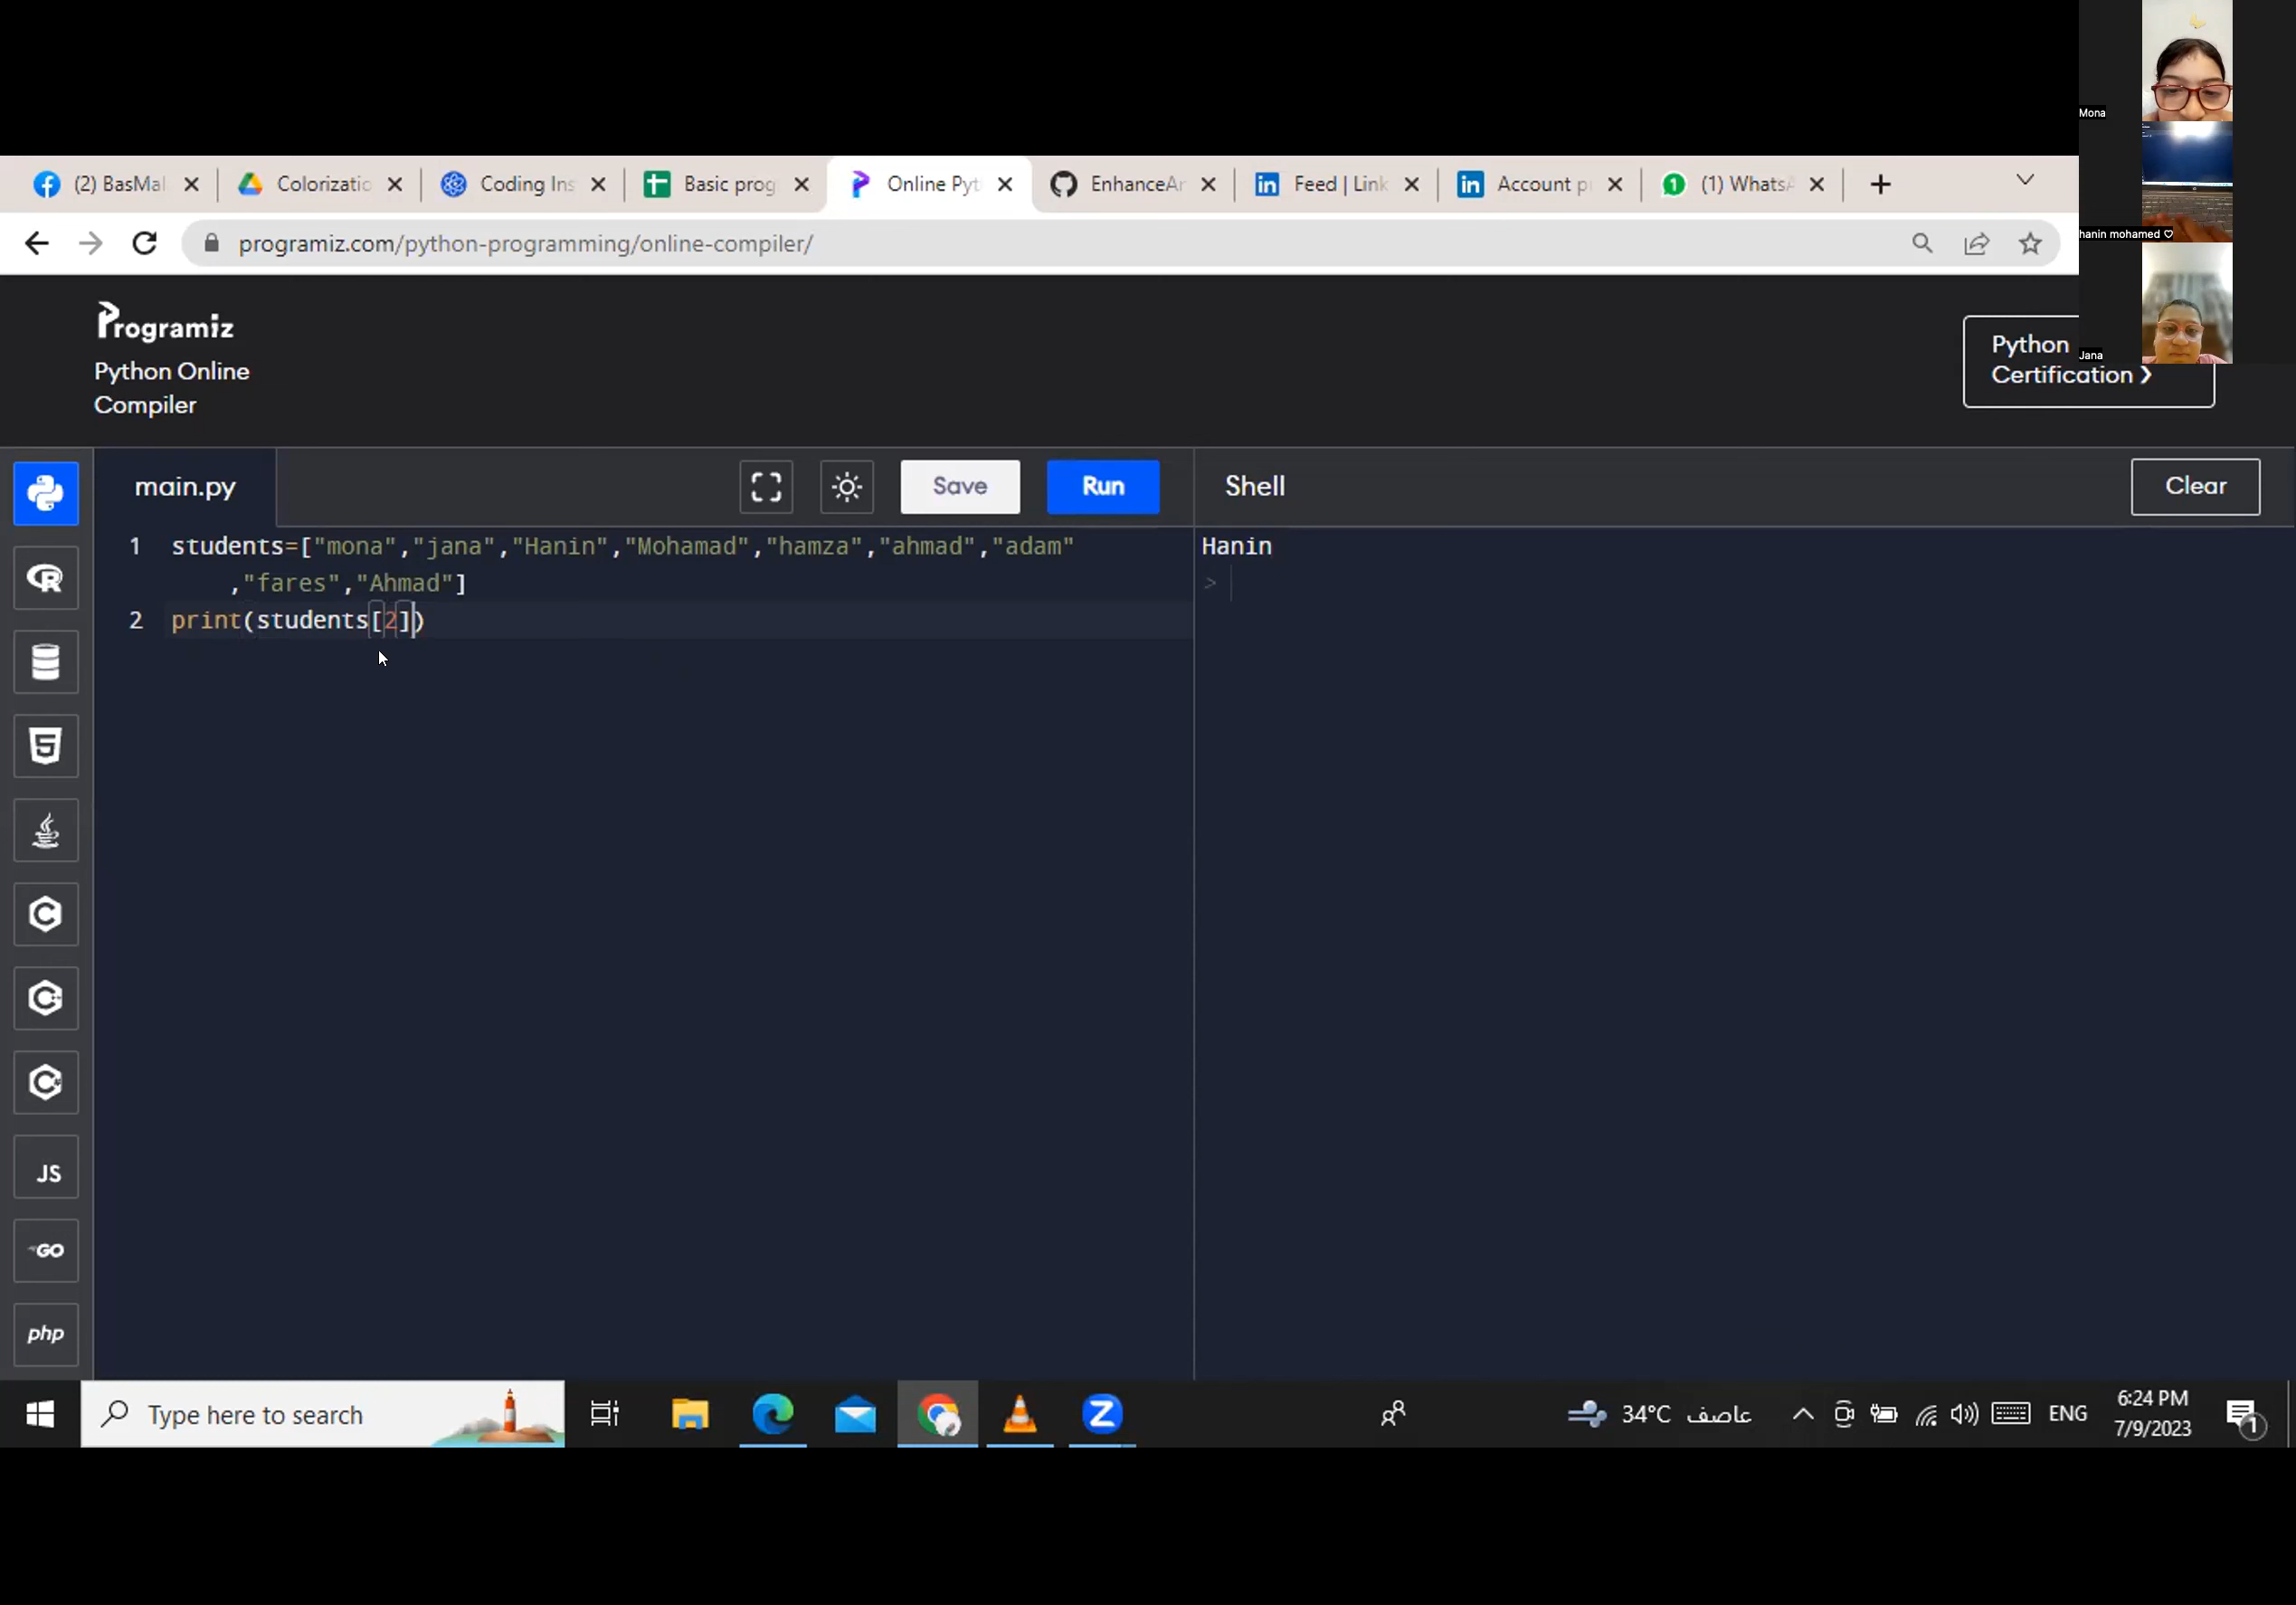 Mona
hanin mohamed ♡
Jana
(2) BasMal
Colorizatic
Coding Ins
Basic prog
Online Pyt
EnhanceAr
Feed | Link
Account p
(1) WhatsA
programiz.com/python-programming/online-compiler/
Programiz
Python Online
Compiler
Python
Certification
main.py
Save
Run
Shell
Clear
1 students=["mona","jana","Hanin","Mohamad","hamza","ahmad","adam"
,"fares","Ahmad"]
2 print(students[2])
Hanin
>
JS
GO
php
Type here to search
34°C عاصف
ENG
6:24 PM
7/9/2023
1